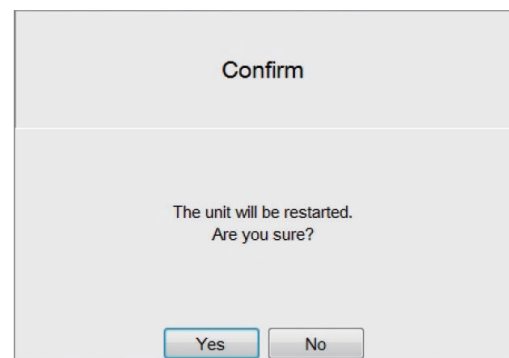 Confirm
The unit will be restarted.
Are you sure?
Yes No